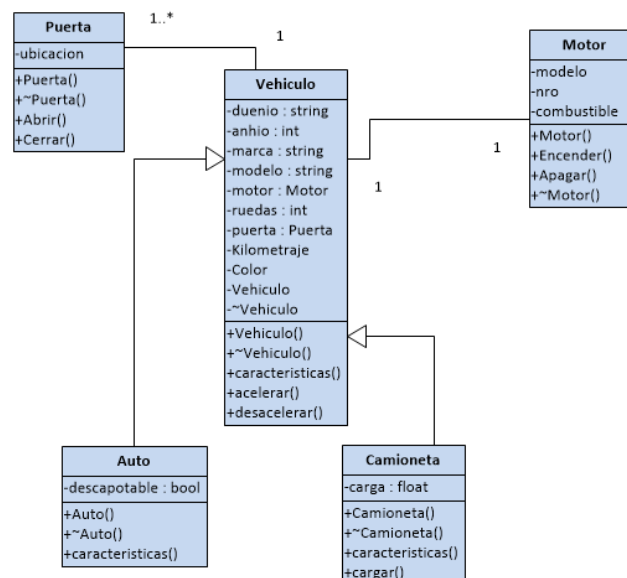 Puerta
-ubicacion
+Puerta()
+~Puerta()
+Abrir()
+Cerrar()
1..*
1
Vehiculo
-duenio : string
-anhio : int
-marca : string
-modelo : string
-motor : Motor
-ruedas : int
-puerta : Puerta
-Kilometraje
-Color
-Vehiculo
-~Vehiculo
+Vehiculo()
+~Vehiculo()
+caracteristicas()
+acelerar()
+desacelerar()
1
1
Motor
-modelo
-nro
-combustible
+Motor()
+Encender()
+Apagar()
+~Motor()
Auto
-descapotable : bool
+Auto()
+~Auto()
+caracteristicas()
Camioneta
-carga : float
+Camioneta()
+~Camioneta()
+caracteristicas()
+cargar()